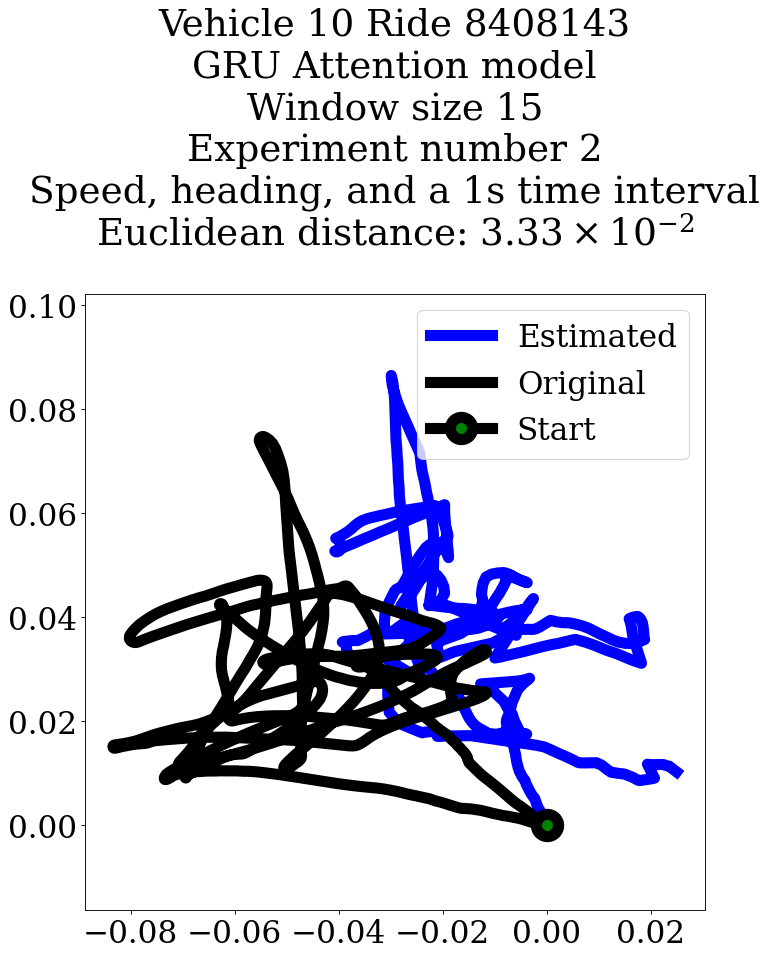 Vehicle 10 Ride 8408143
GRU Attention model
Window size 15
Experiment number 2
Speed, heading, and a 1s time interval
Euclidean distance: 3.33 × 10⁻²
0.10
0.08
0.06
0.04
0.02
0.00
Estimated
Original
Start
−0.08 −0.06 −0.04 −0.02 0.00 0.02